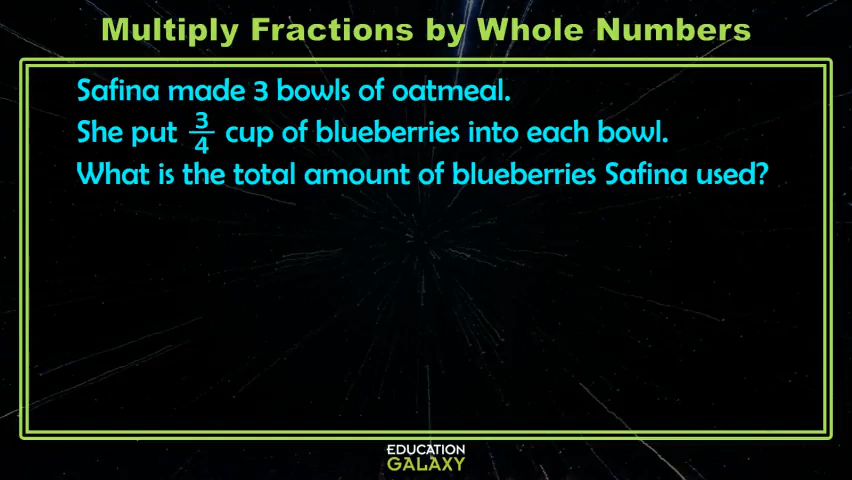 Multiply Fractions by Whole Numbers
Safina made 3 bowls of oatmeal.
She put 3/4 cup of blueberries into each bowl.
What is the total amount of blueberries Safina used?
EDUCATION
GALAXY